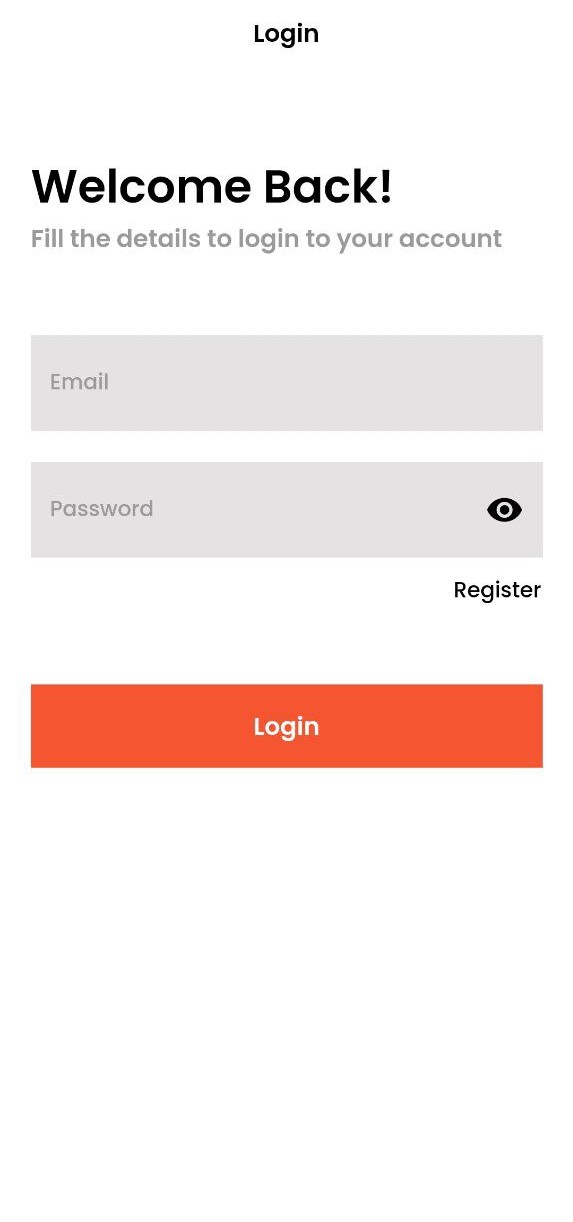 Login
Welcome Back!
Fill the details to login to your account
Email
Password
Register
Login